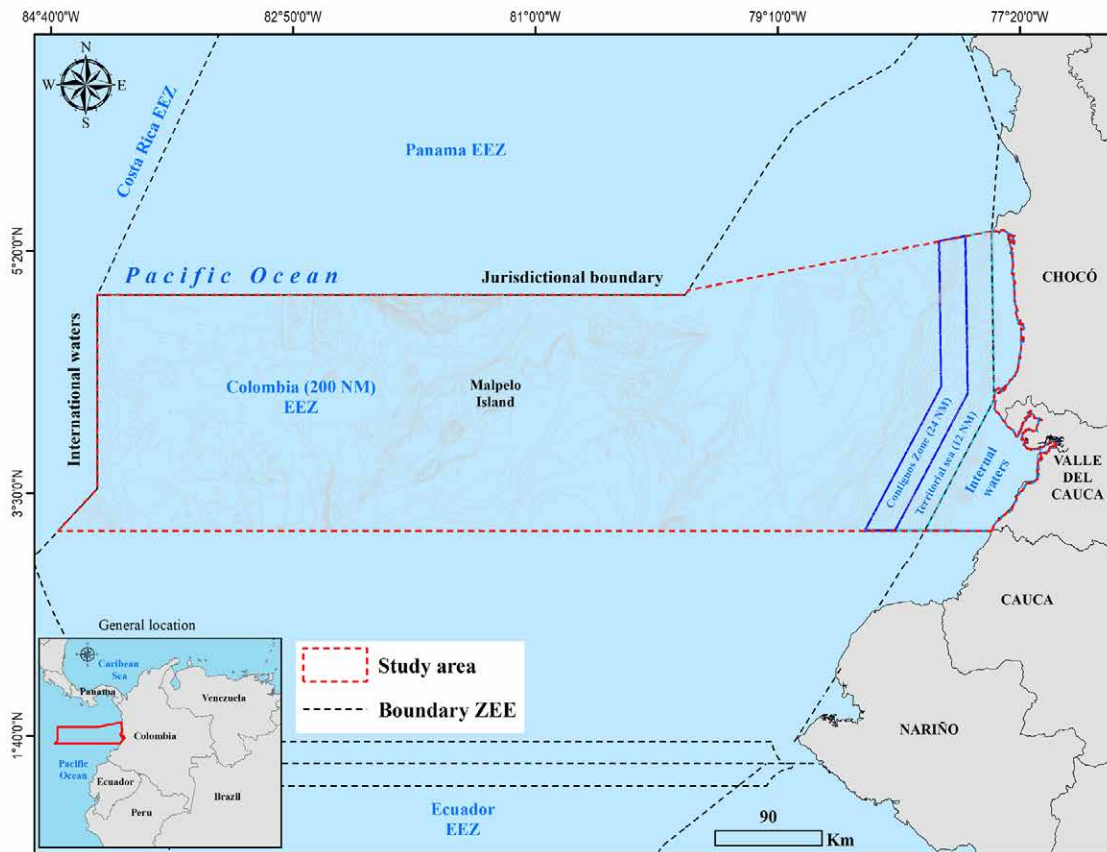 84°40'0"W
82°50'0"W
81°0'0"W
79°10'0"W
77°20'0"W
N
W
E
S
Costa Rica EEZ
Panama EEZ
5°20'0"N
Pacific Ocean
Jurisdictional boundary
CHOCÓ
International waters
Colombia (200 NM)
EEZ
Malpelo
Island
Contiguos Zone (24 NM)
Territorial sea (12 NM)
Internal
waters
VALLE
DEL
CAUCA
3°30'0"N
CAUCA
General location
Caribean
Sea
Panama
Venezuela
Colombia
Pacific
Ocean
Ecuador
Peru
Brazil
Study area
Boundary ZEE
1°40'0"N
NARIÑO
Ecuador
EEZ
90
Km